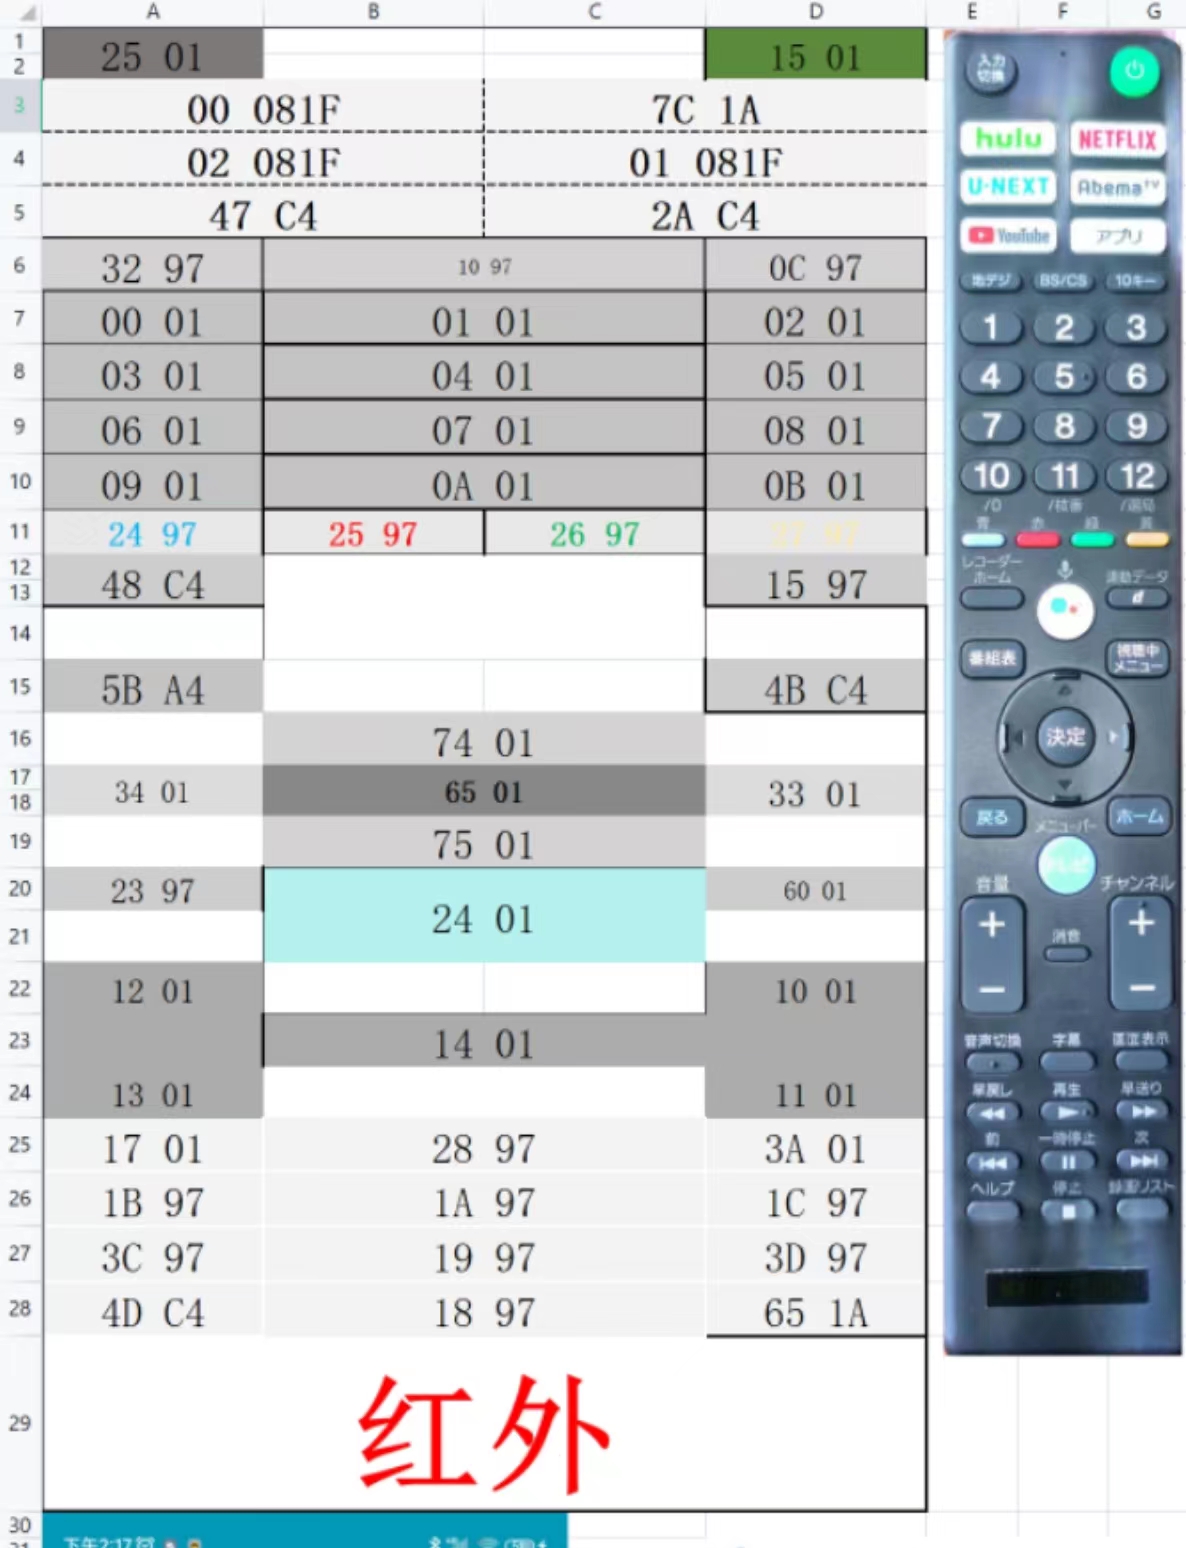 A B C D E F G
1
2 25 01 15 01
3 00 081F 7C 1A
4 02 081F 01 081F
5 47 C4 2A C4
6 32 97 10 97 0C 97
7 00 01 01 01 02 01
8 03 01 04 01 05 01
9 06 01 07 01 08 01
10 09 01 0A 01 0B 01
11 24 97 25 97 26 97 27 97
12
13 48 C4 15 97
14
15 5B A4 4B C4
16 74 01
17
18 34 01 65 01 33 01
19 75 01
20 23 97 60 01
21 24 01
22 12 01 10 01
23 14 01
24 13 01 11 01
25 17 01 28 97 3A 01
26 1B 97 1A 97 1C 97
27 3C 97 19 97 3D 97
28 4D C4 18 97 65 1A
29 红外
30
下午2:17
入力
切換
hulu NETFLIX
U-NEXT Abema TV
YouTube アプリ
地デジ BS/CS 10キー
1 2 3
4 5 6
7 8 9
10 11 12
/0 /枝番 /選局
青 赤 緑 黄
レコーダー
ホーム 連動データ
d
番組表 視聴中
メニュー
決定
戻る メニューバー ホーム
テレビ
音量 チャンネル
+ 消音 +
− −
音声切換 字幕 画面表示
早戻し 再生 早送り
前 一時停止 次
ヘルプ 停止 録画リスト